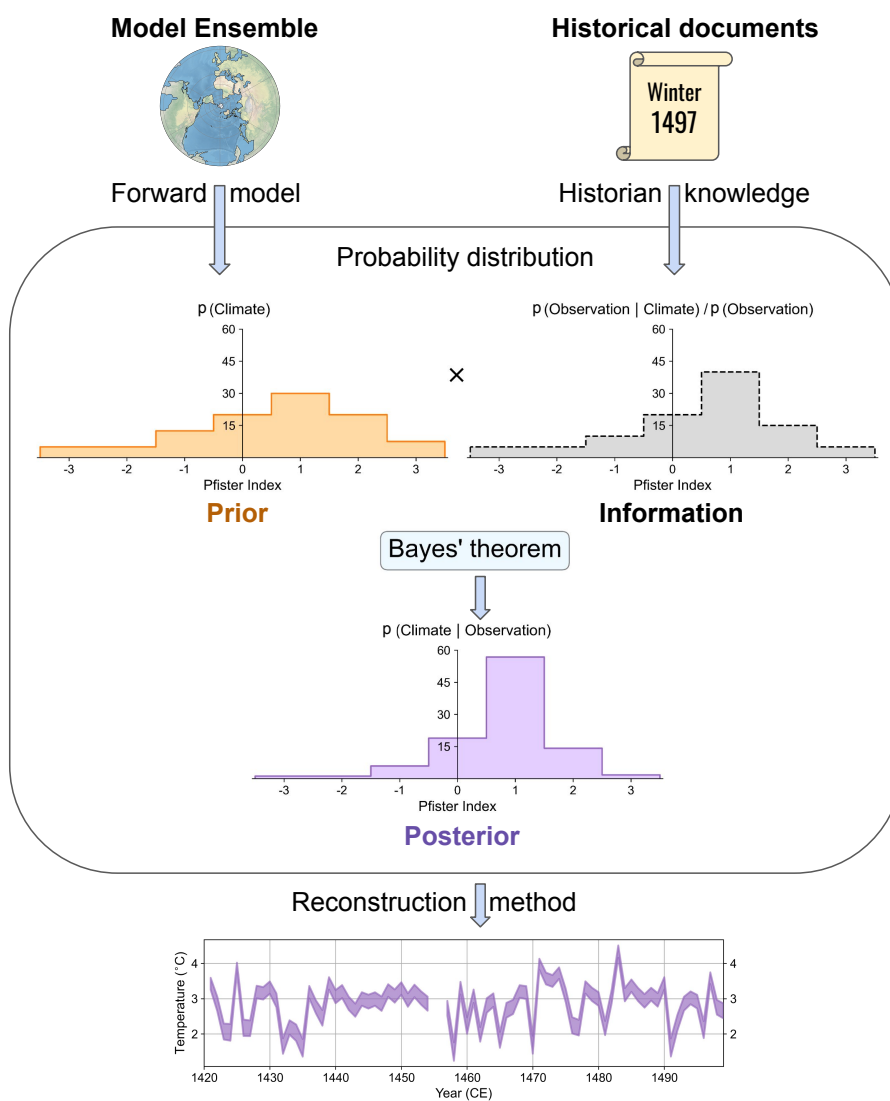 Model Ensemble
Historical documents
Winter
1497
Forward model
Historian knowledge
Probability distribution
p (Climate)
60
45
30
15
-3 -2 -1 0 1 2 3
Pfister Index
Prior
×
p (Observation | Climate) / p (Observation)
60
45
30
15
-3 -2 -1 0 1 2 3
Pfister Index
Information
Bayes' theorem
p (Climate | Observation)
60
45
30
15
-3 -2 -1 0 1 2 3
Pfister Index
Posterior
Reconstruction method
Temperature (°C)
4 4
3 3
2 2
1420 1430 1440 1450 1460 1470 1480 1490
Year (CE)